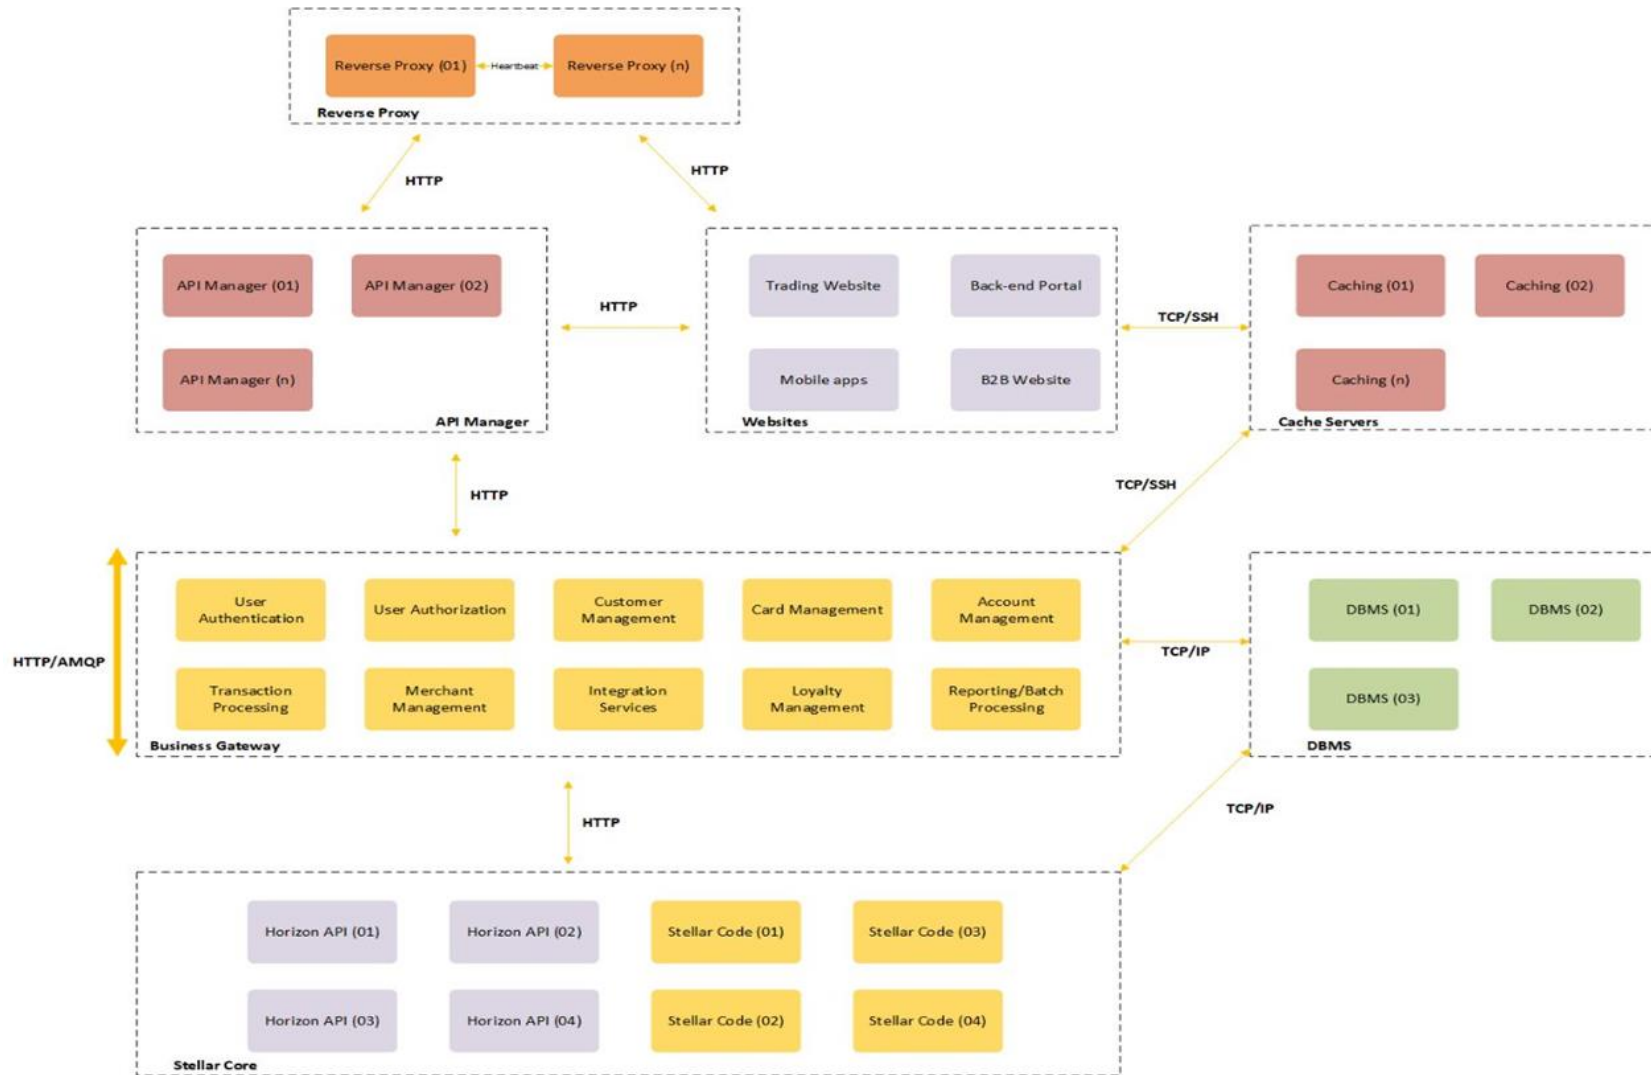 Reverse Proxy (01)
Heartbeat
Reverse Proxy (n)
Reverse Proxy
HTTP
HTTP
API Manager (01)
API Manager (02)
API Manager (n)
API Manager
HTTP
Trading Website
Back-end Portal
Mobile apps
B2B Website
Websites
TCP/SSH
Caching (01)
Caching (02)
Caching (n)
Cache Servers
HTTP
TCP/SSH
HTTP/AMQP
User
Authentication
User Authorization
Customer
Management
Card Management
Account
Management
Transaction
Processing
Merchant
Management
Integration
Services
Loyalty
Management
Reporting/Batch
Processing
Business Gateway
TCP/IP
DBMS (01)
DBMS (02)
DBMS (03)
DBMS
HTTP
TCP/IP
Horizon API (01)
Horizon API (02)
Stellar Code (01)
Stellar Code (03)
Horizon API (03)
Horizon API (04)
Stellar Code (02)
Stellar Code (04)
Stellar Core